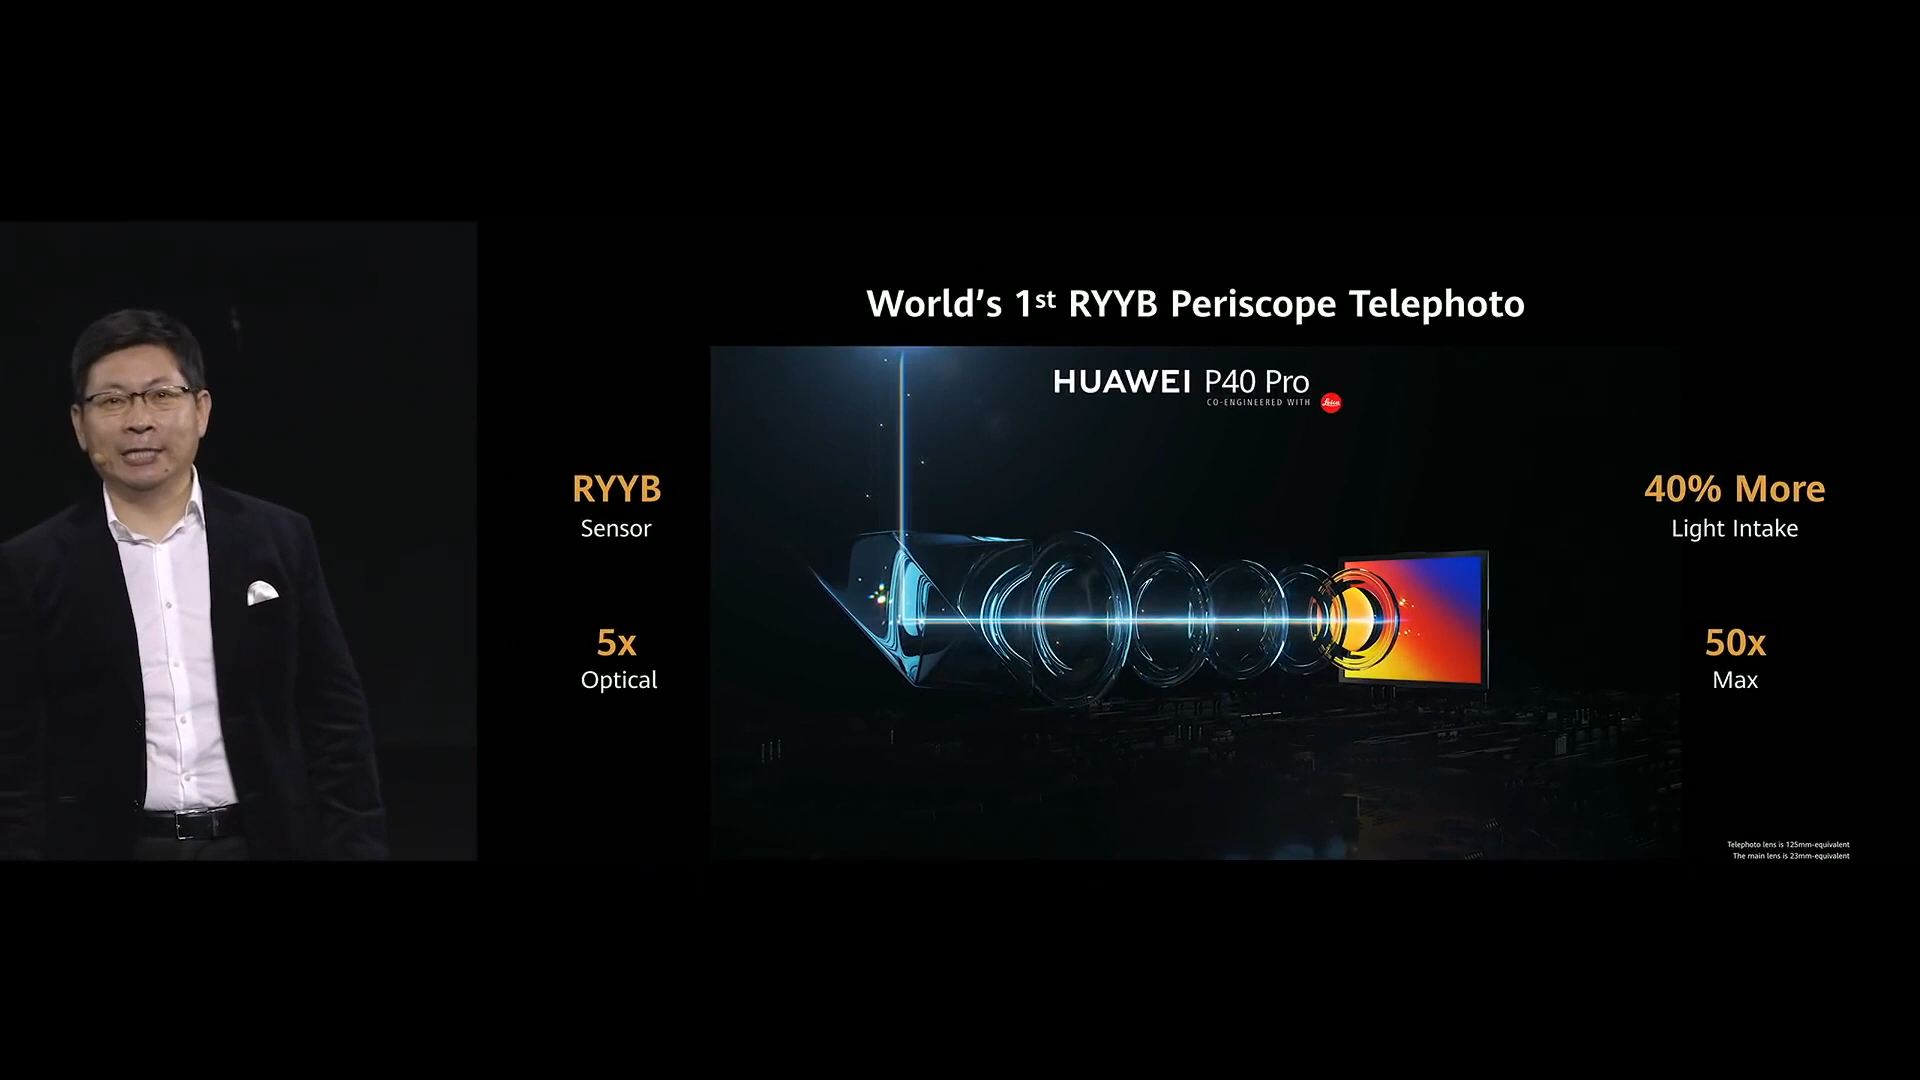 World's 1st RYYB Periscope Telephoto
HUAWEI P40 Pro
CO-ENGINEERED WITH Leica
RYYB
Sensor
5x
Optical
40% More
Light Intake
50x
Max
Telephoto lens is 125mm-equivalent
The main lens is 23mm-equivalent